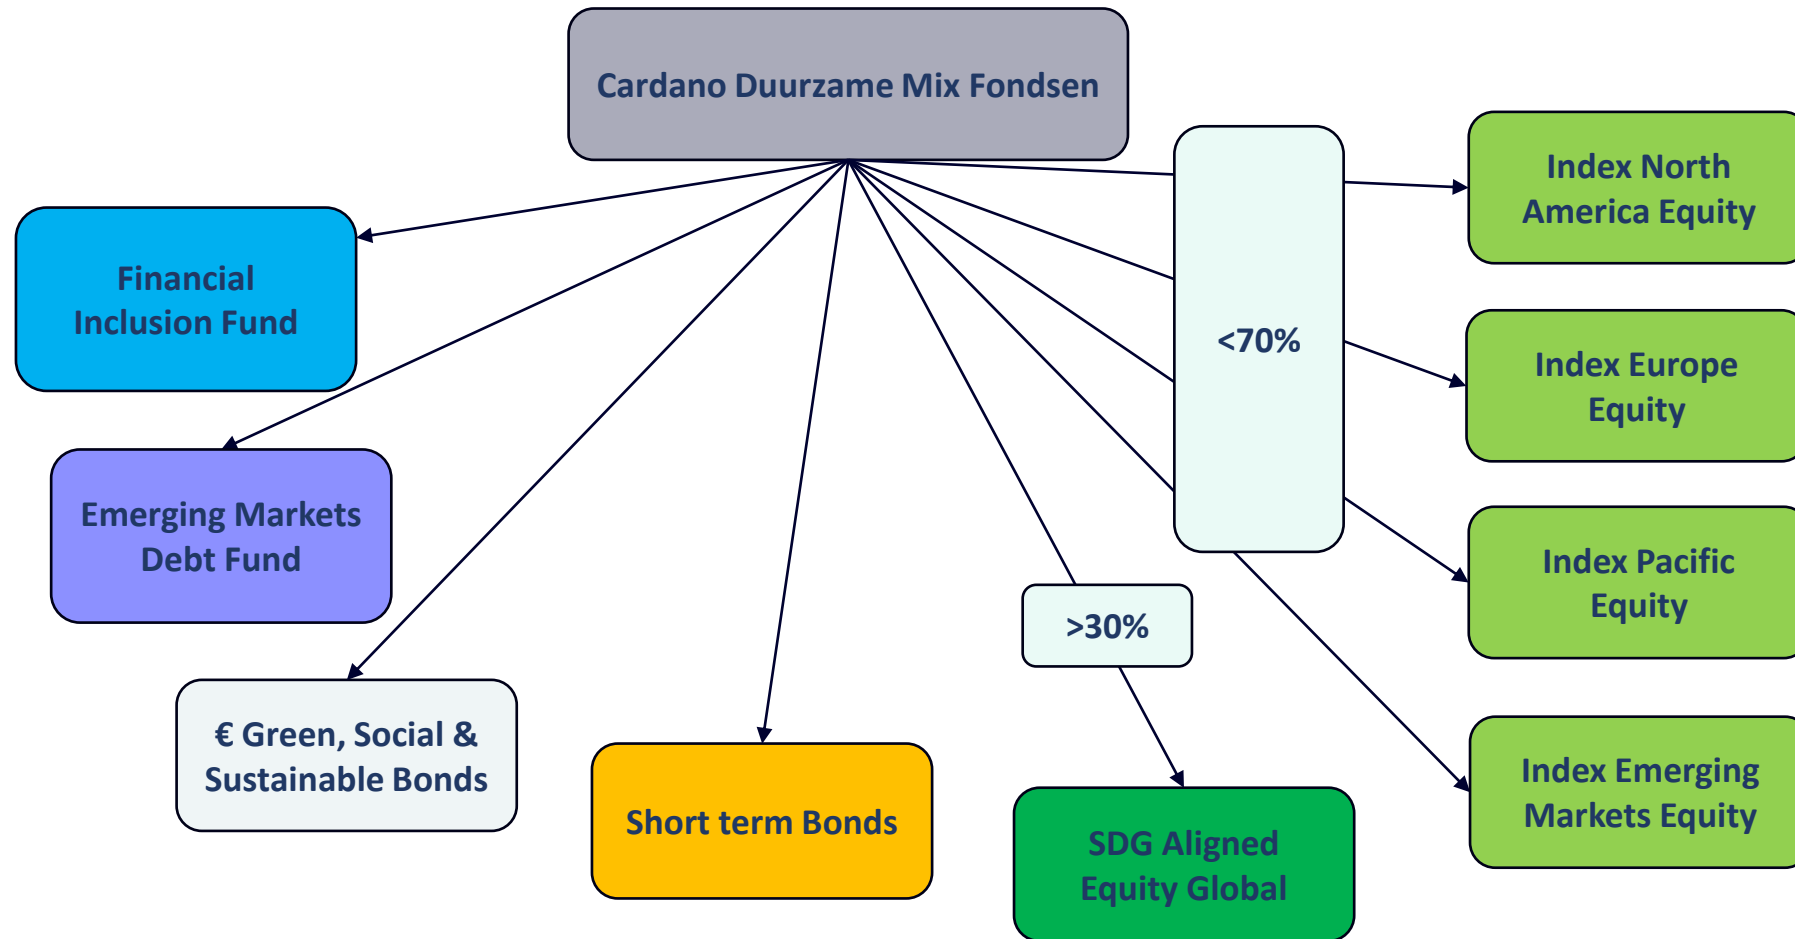 Cardano Duurzame Mix Fondsen
Financial
Inclusion Fund
Emerging Markets
Debt Fund
€ Green, Social &
Sustainable Bonds
Short term Bonds
>30%
SDG Aligned
Equity Global
<70%
Index North
America Equity
Index Europe
Equity
Index Pacific
Equity
Index Emerging
Markets Equity